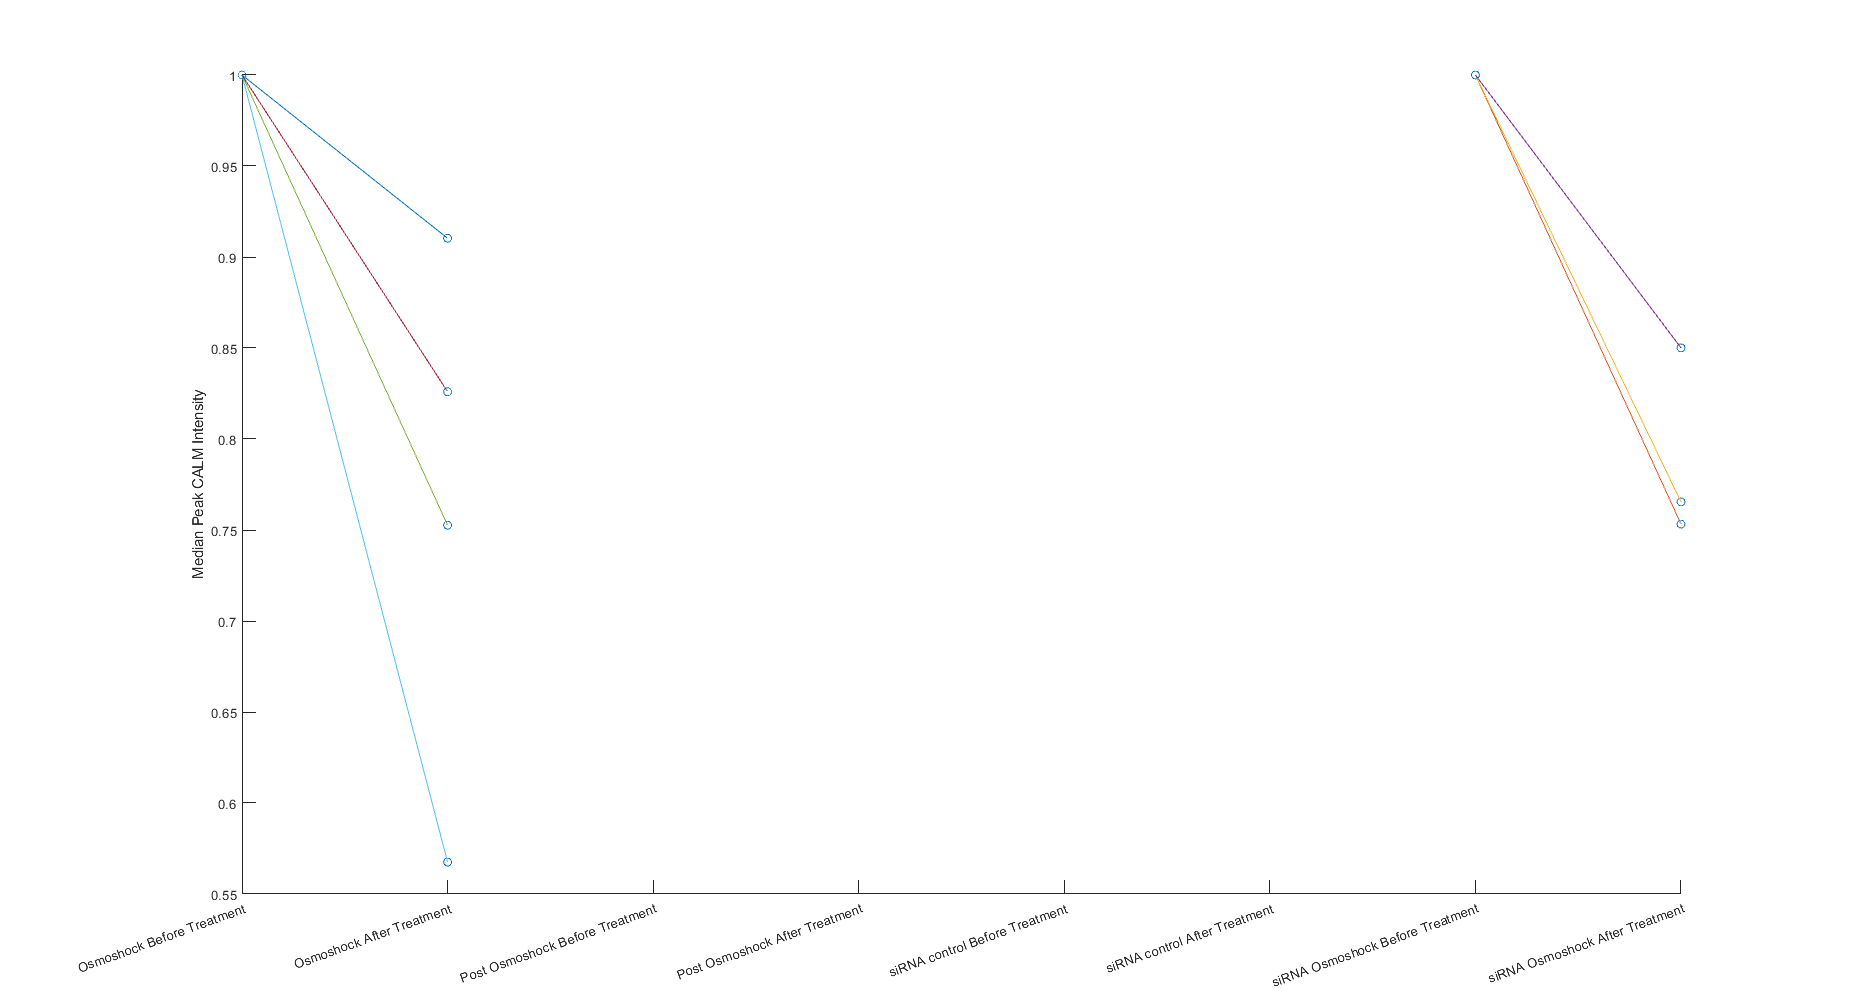 1
0.95
0.9
0.85
0.8
0.75
0.7
0.65
0.6
0.55
Median Peak CALM Intensity
Osmoshock Before Treatment
Osmoshock After Treatment
Post Osmoshock Before Treatment
Post Osmoshock After Treatment
siRNA control Before Treatment
siRNA control After Treatment
siRNA Osmoshock Before Treatment
siRNA Osmoshock After Treatment